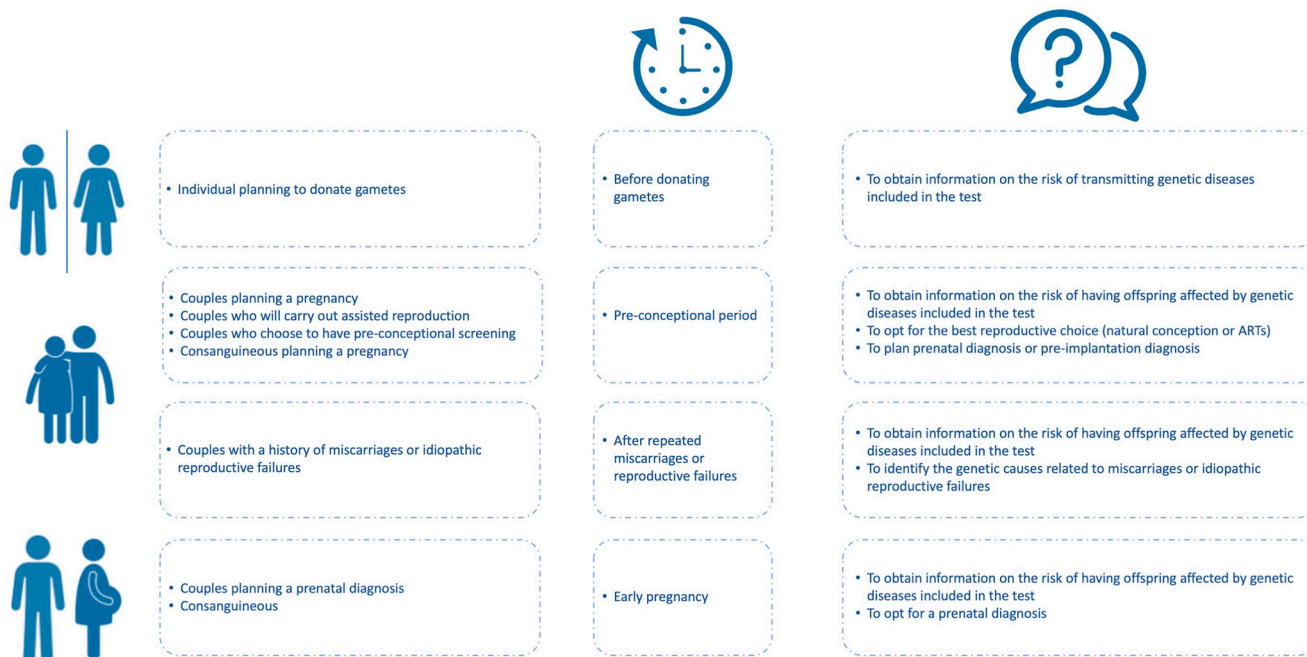 ?
• Individual planning to donate gametes
• Before donating
gametes
• To obtain information on the risk of transmitting genetic diseases
included in the test
• Couples planning a pregnancy
• Couples who will carry out assisted reproduction
• Couples who choose to have pre-conceptional screening
• Consanguineous planning a pregnancy
• Pre-conceptional period
• To obtain information on the risk of having offspring affected by genetic
diseases included in the test
• To opt for the best reproductive choice (natural conception or ARTs)
• To plan prenatal diagnosis or pre-implantation diagnosis
• Couples with a history of miscarriages or idiopathic
reproductive failures
• After repeated
miscarriages or
reproductive failures
• To obtain information on the risk of having offspring affected by genetic
diseases included in the test
• To identify the genetic causes related to miscarriages or idiopathic
reproductive failures
• Couples planning a prenatal diagnosis
• Consanguineous
• Early pregnancy
• To obtain information on the risk of having offspring affected by genetic
diseases included in the test
• To opt for a prenatal diagnosis